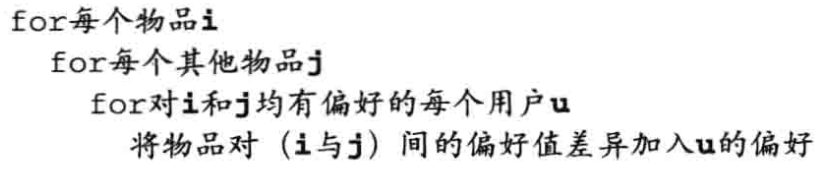 for每个物品i
for每个其他物品j
for对i和j均有偏好的每个用户u
将物品对（i与j）间的偏好值差异加入u的偏好